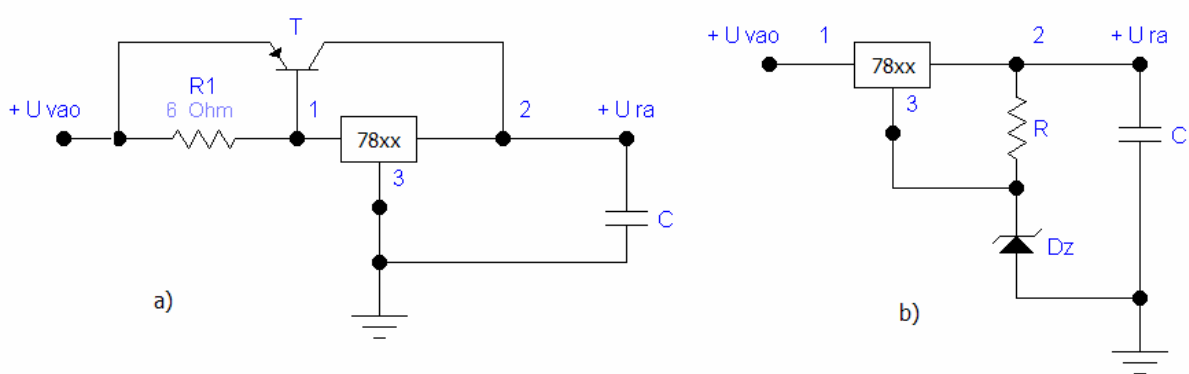 T
R1
6 Ohm
+ U vao
1
78xx
2
+ U ra
3
C
a)
+ U vao
1
78xx
2
+ U ra
3
R
C
Dz
b)